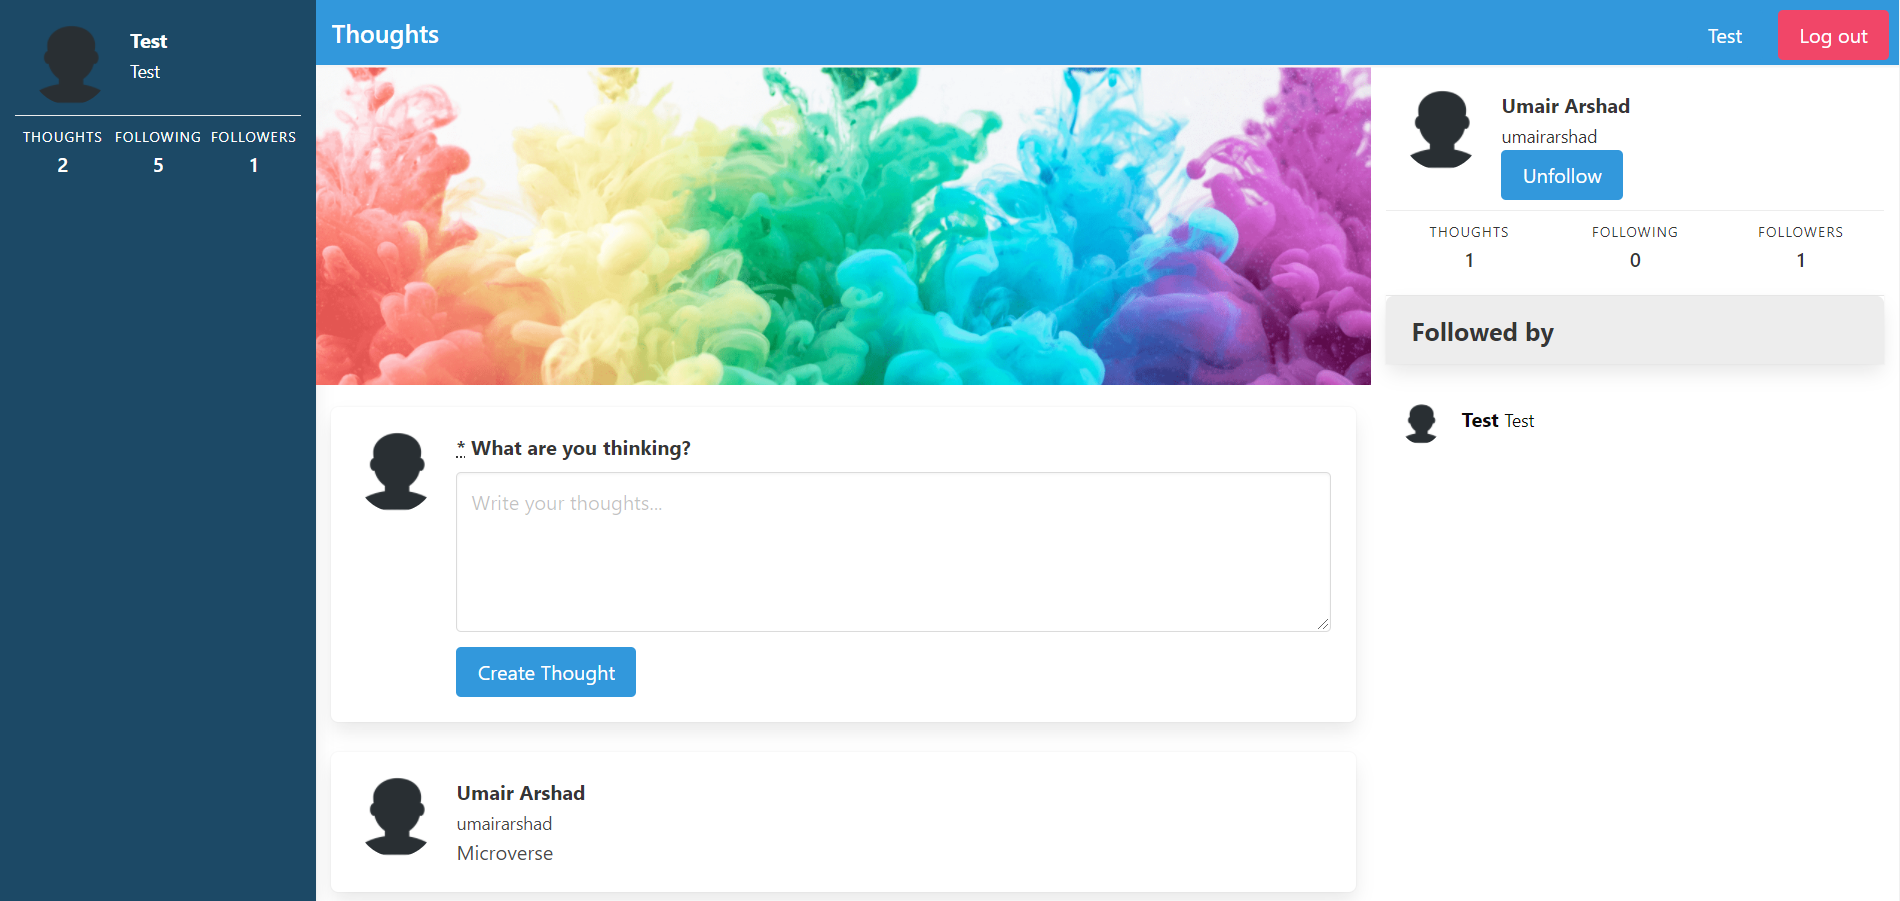 Test
Test
THOUGHTS FOLLOWING FOLLOWERS
2 5 1
Thoughts
Test Log out
Umair Arshad
umairarshad
Unfollow
THOUGHTS FOLLOWING FOLLOWERS
1 0 1
Followed by
Test Test
* What are you thinking?
Write your thoughts...
Create Thought
Umair Arshad
umairarshad
Microverse